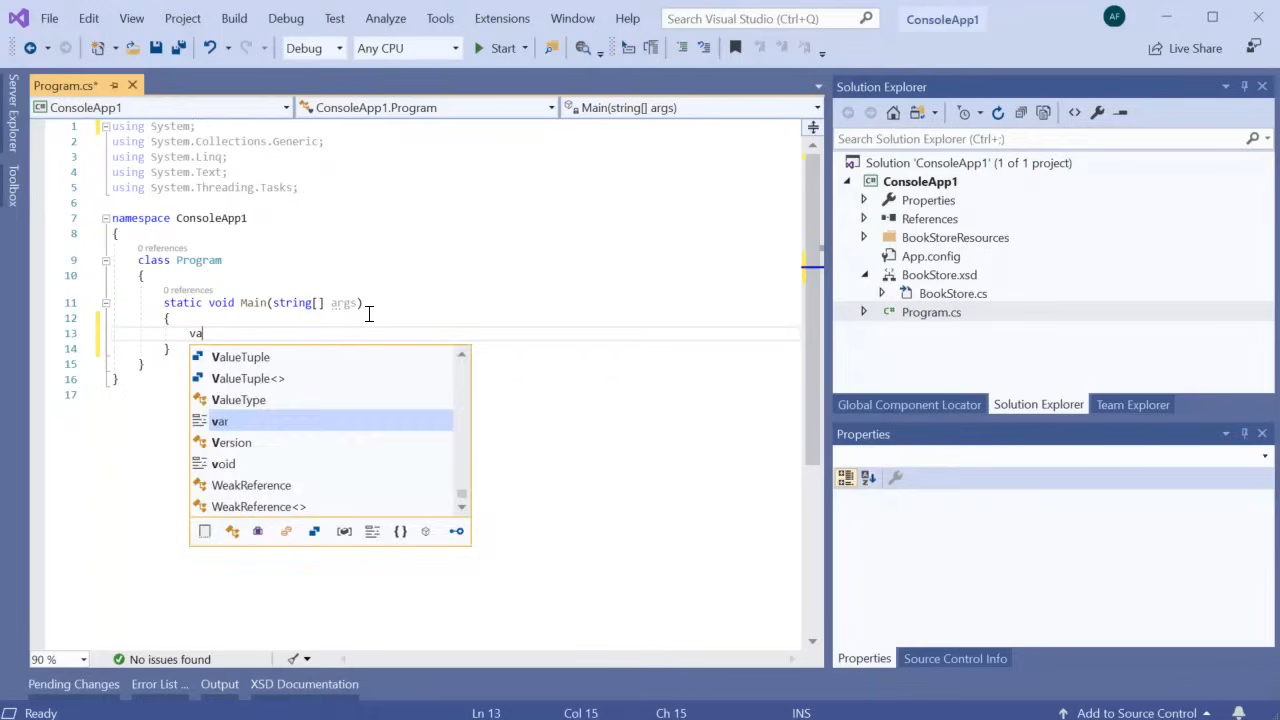 File Edit View Project Build Debug Test Analyze Tools Extensions Window Help Search Visual Studio (Ctrl+Q) ConsoleApp1 AF
Debug Any CPU Start Live Share
Server Explorer
Toolbox
Program.cs*
ConsoleApp1 ConsoleApp1.Program Main(string[] args)
1 using System;
2 using System.Collections.Generic;
3 using System.Linq;
4 using System.Text;
5 using System.Threading.Tasks;
6
7 namespace ConsoleApp1
8 {
0 references
9 class Program
10 {
0 references
11 static void Main(string[] args)
12 {
13 va
14 }
15 }
16 }
17
ValueTuple
ValueTuple<>
ValueType
var
Version
void
WeakReference
WeakReference<>
90 % No issues found
Solution Explorer
Search Solution Explorer (Ctrl+;)
Solution 'ConsoleApp1' (1 of 1 project)
ConsoleApp1
Properties
References
BookStoreResources
App.config
BookStore.xsd
BookStore.cs
Program.cs
Global Component Locator Solution Explorer Team Explorer
Properties
Properties Source Control Info
Pending Changes Error List ... Output XSD Documentation
Ready Ln 13 Col 15 Ch 15 INS Add to Source Control